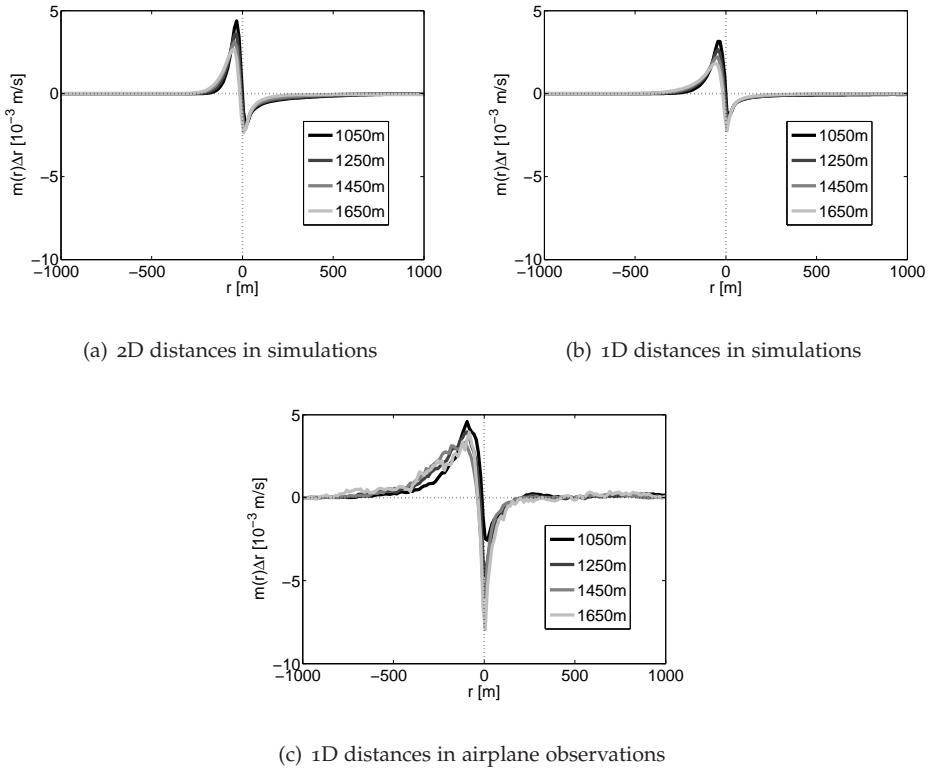 5
0
−5
−10
m(r)Δr [10⁻³ m/s]
−1000 −500 0 500 1000
r [m]
1050m
1250m
1450m
1650m
(a) 2D distances in simulations
5
0
−5
−10
m(r)Δr [10⁻³ m/s]
−1000 −500 0 500 1000
r [m]
1050m
1250m
1450m
1650m
(b) 1D distances in simulations
5
0
−5
−10
m(r)Δr [10⁻³ m/s]
−1000 −500 0 500 1000
r [m]
1050m
1250m
1450m
1650m
(c) 1D distances in airplane observations